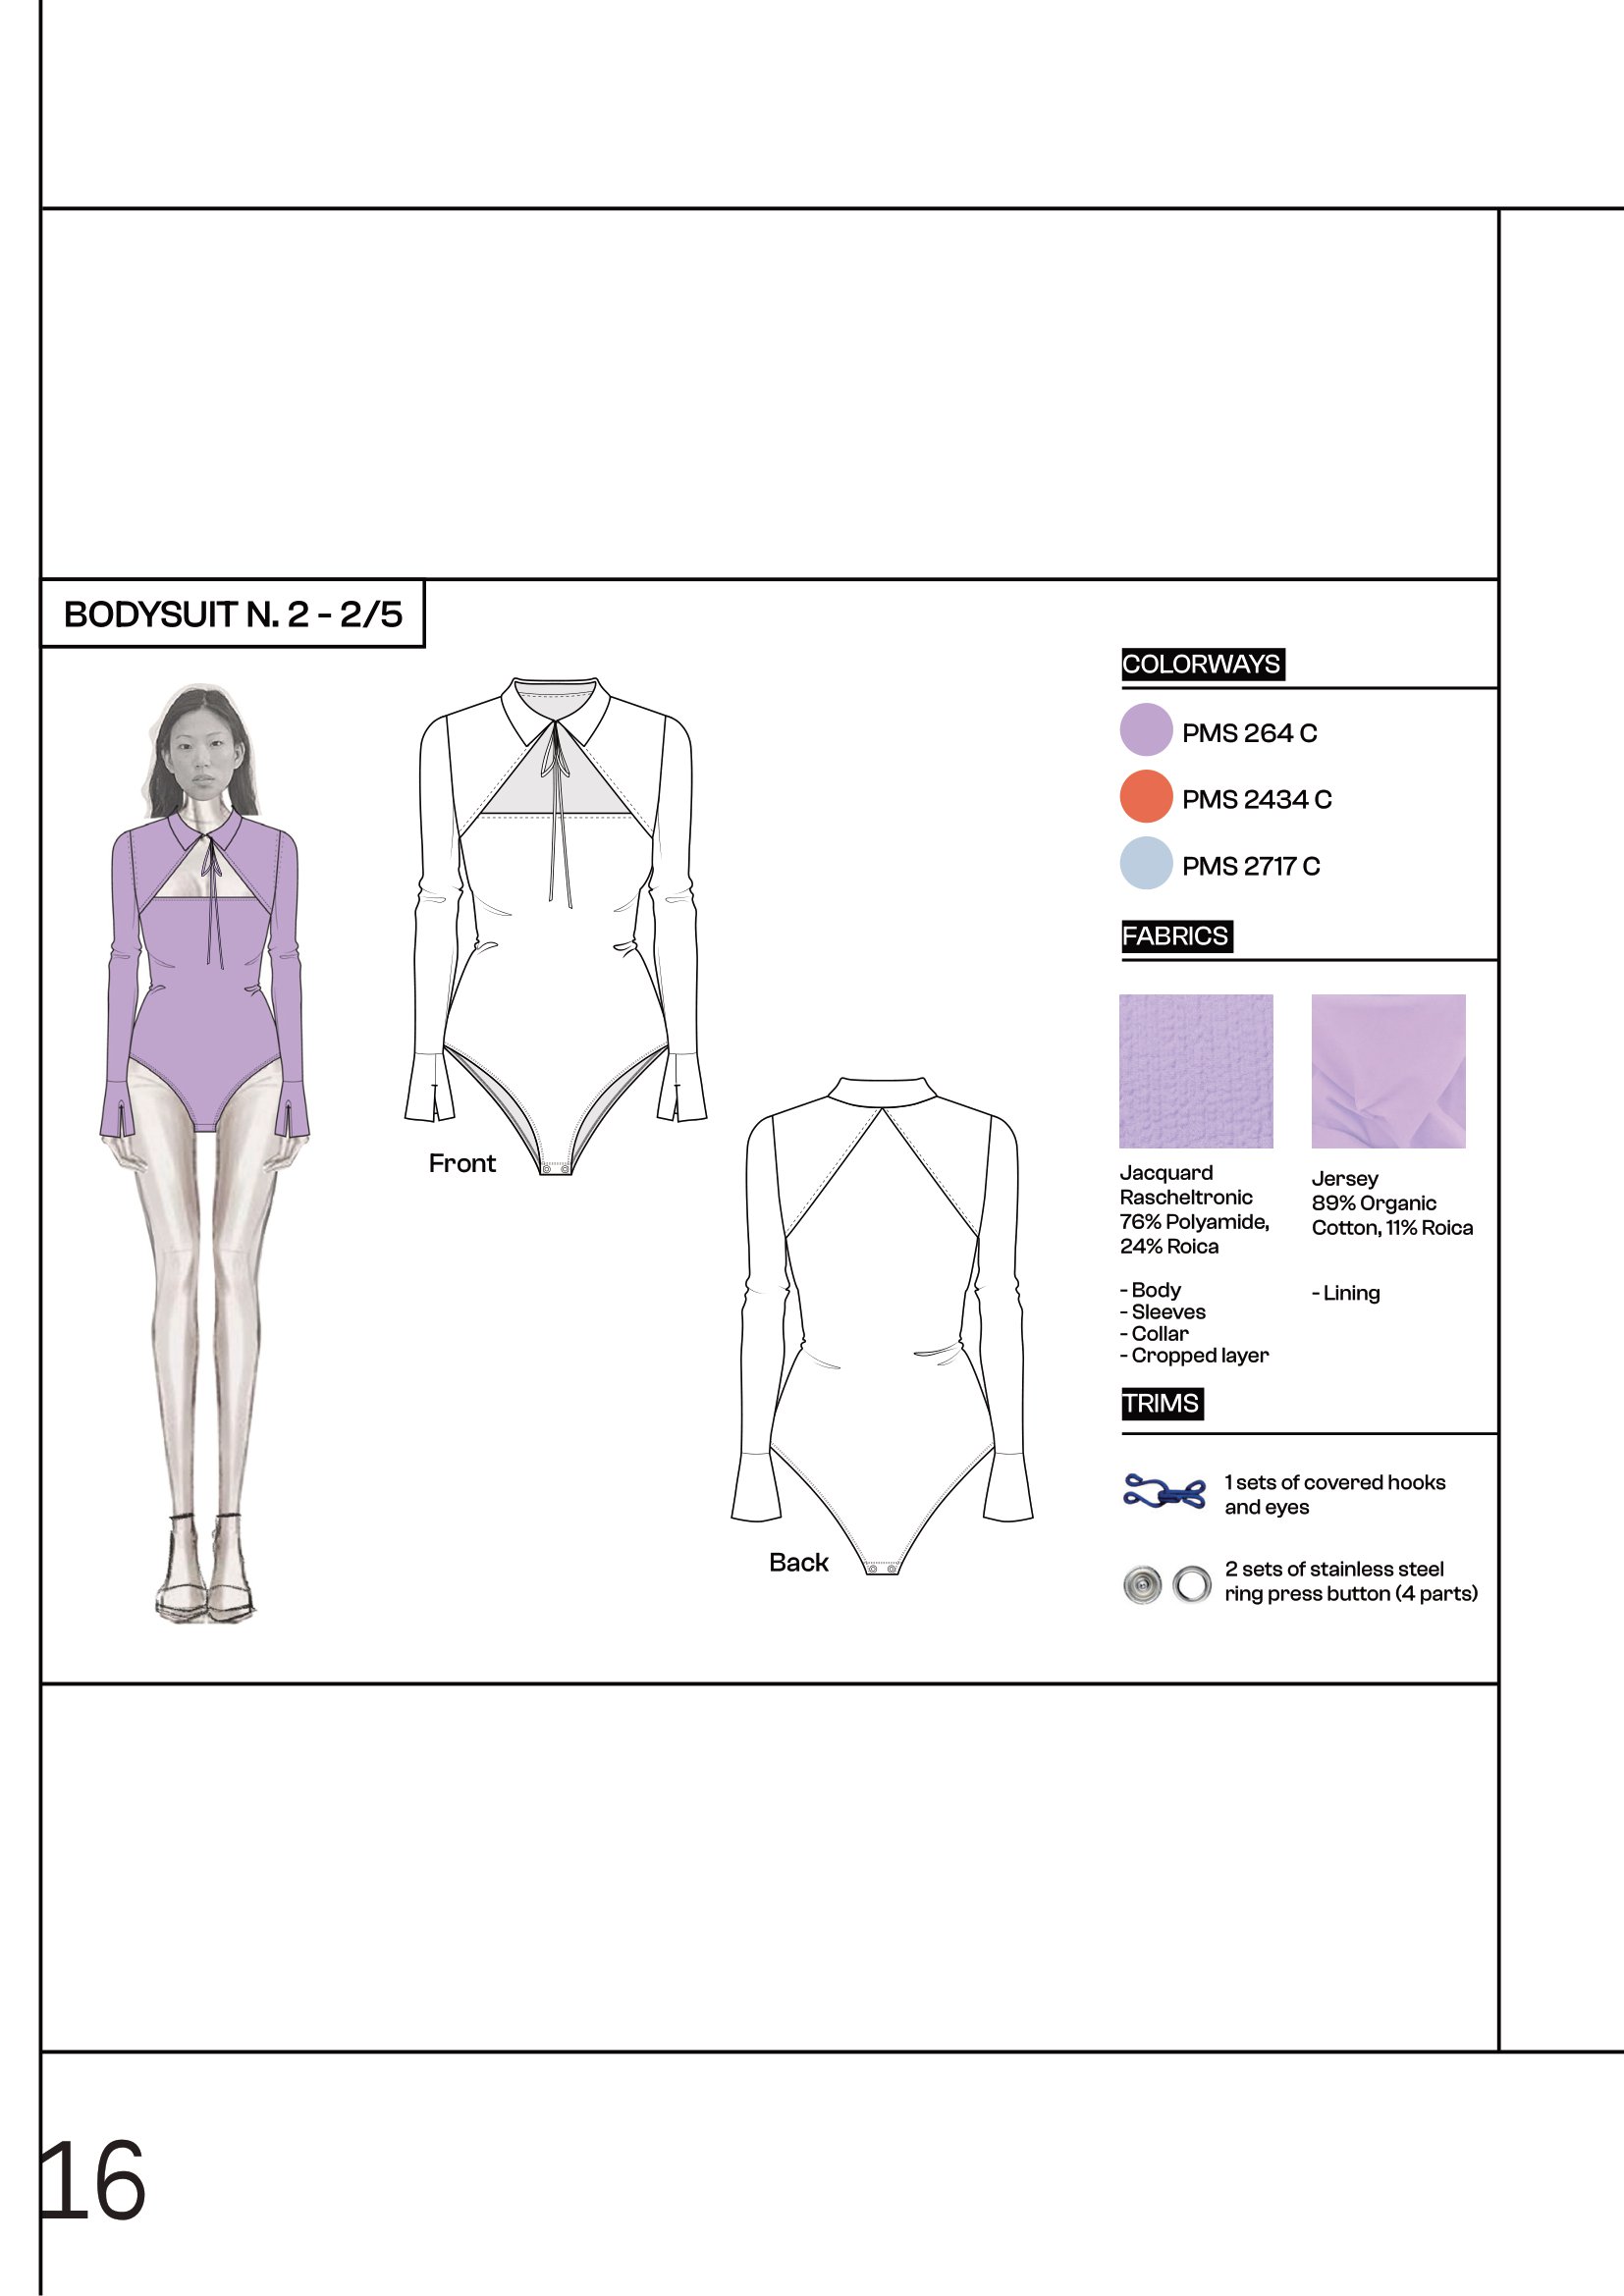 BODYSUIT N. 2 - 2/5
Front
Back
COLORWAYS
PMS 264 C
PMS 2434 C
PMS 2717 C
FABRICS
Jacquard
Rascheltronic
76% Polyamide,
24% Roica
- Body
- Sleeves
- Collar
- Cropped layer
Jersey
89% Organic
Cotton, 11% Roica
- Lining
TRIMS
1 sets of covered hooks
and eyes
2 sets of stainless steel
ring press button (4 parts)
16